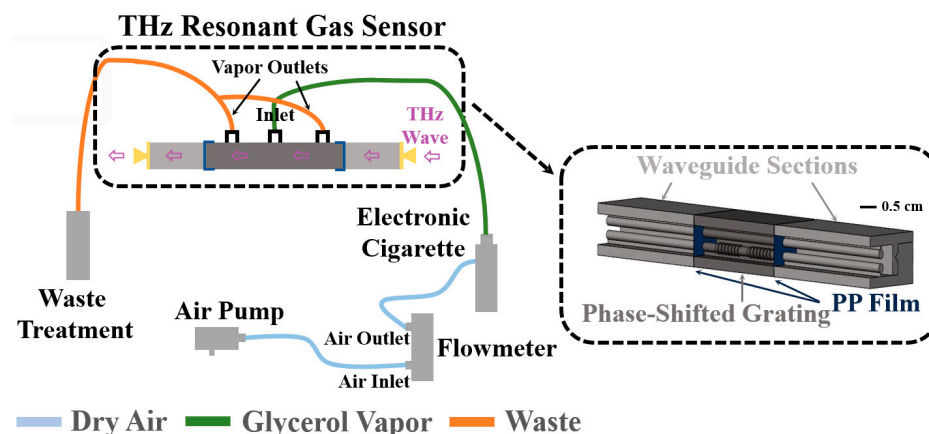 THz Resonant Gas Sensor
Vapor Outlets
Inlet
THz
Wave
Waveguide Sections
0.5 cm
PP Film
Phase-Shifted Grating
Electronic
Cigarette
Waste
Treatment
Air Pump
Air Outlet
Flowmeter
Air Inlet
Dry Air
Glycerol Vapor
Waste